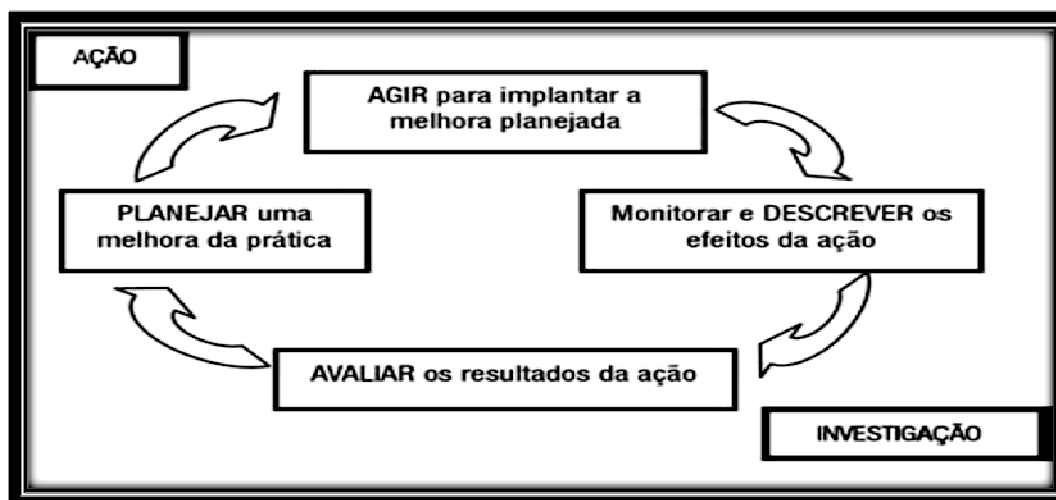 AÇÃO
AGIR para implantar a
melhora planejada
PLANEJAR uma
melhora da prática
Monitorar e DESCREVER os
efeitos da ação
AVALIAR os resultados da ação
INVESTIGAÇÃO